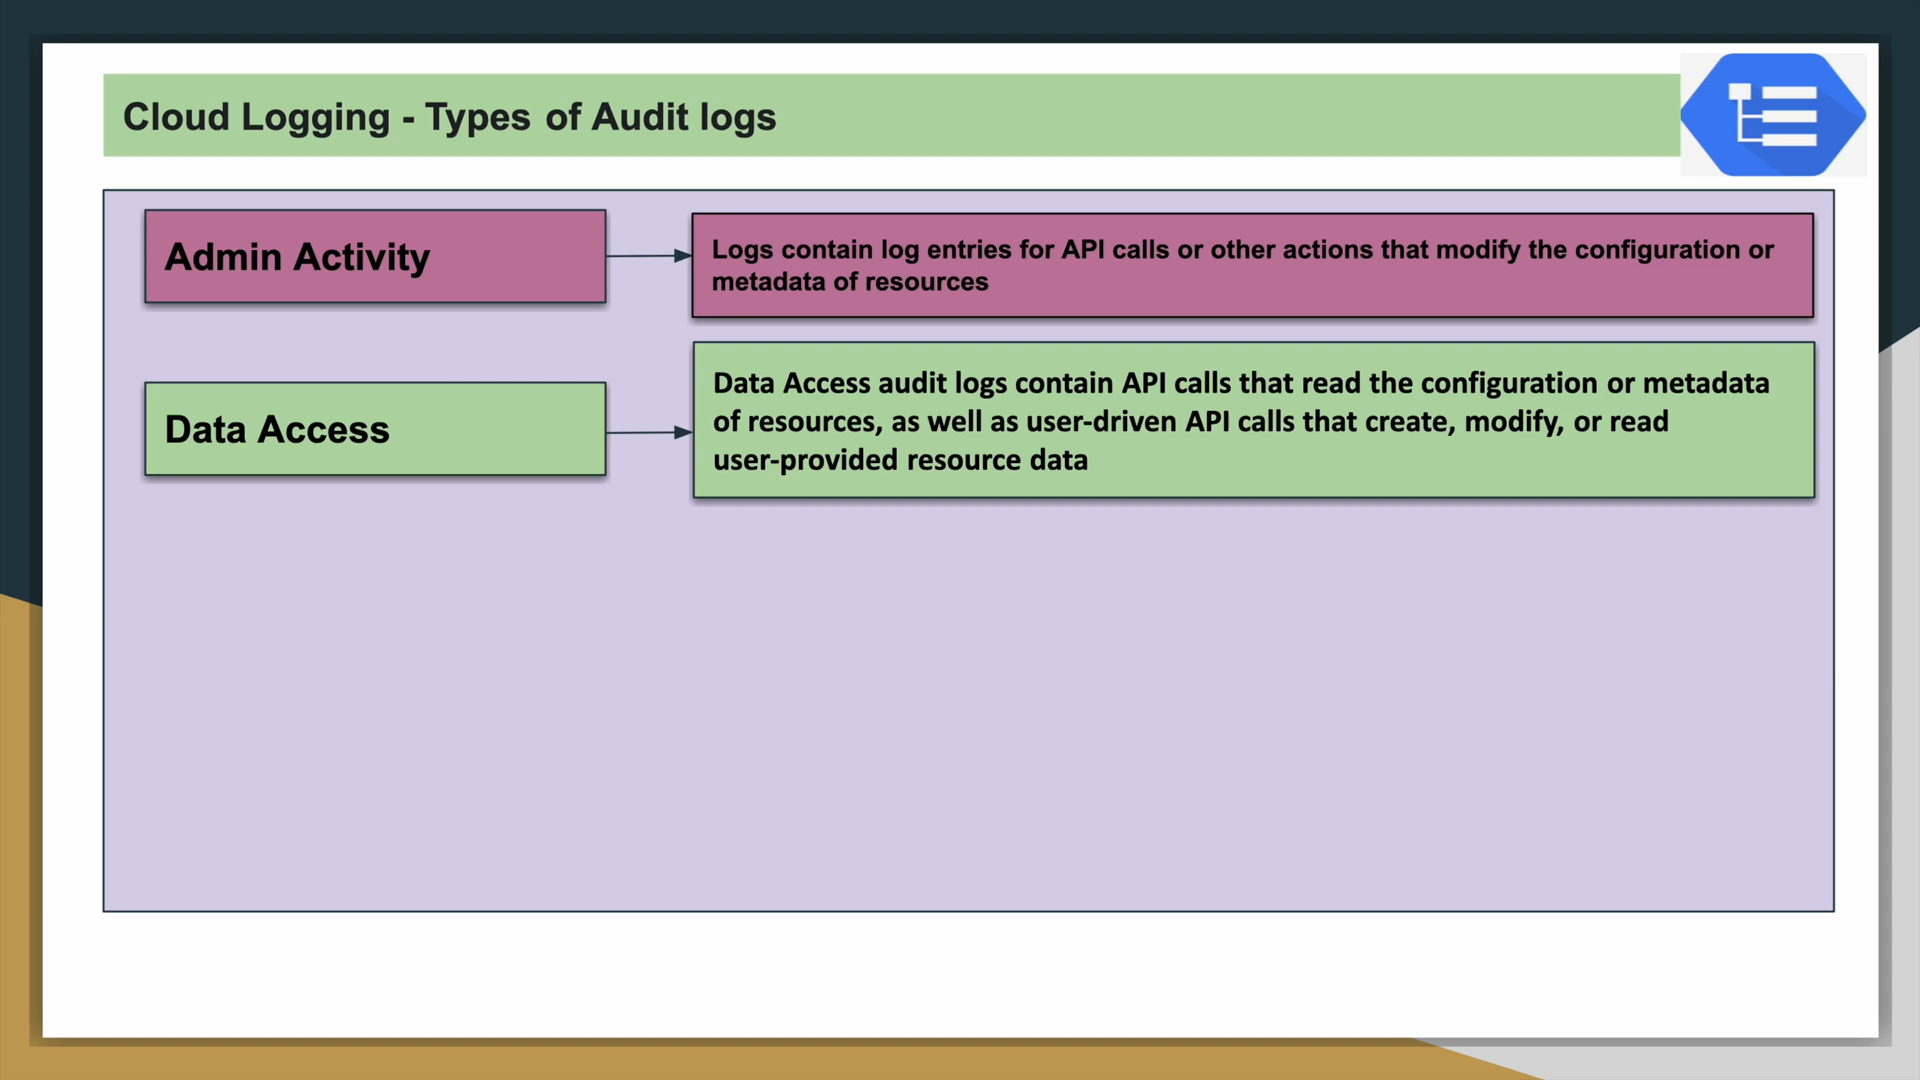 Cloud Logging - Types of Audit logs
Admin Activity
Logs contain log entries for API calls or other actions that modify the configuration or
metadata of resources
Data Access
Data Access audit logs contain API calls that read the configuration or metadata
of resources, as well as user-driven API calls that create, modify, or read
user-provided resource data